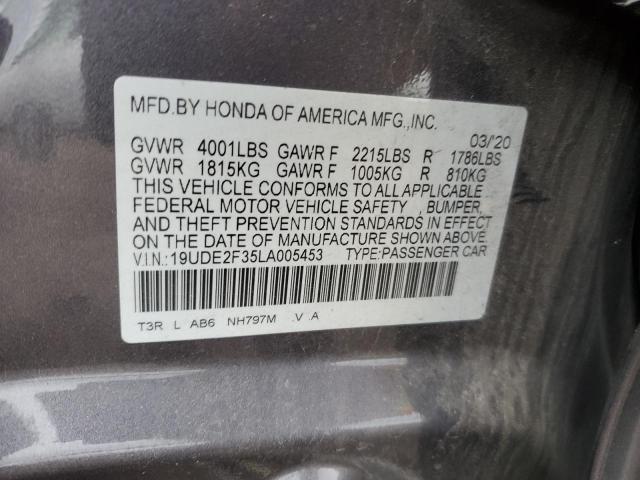 MFD.BY HONDA OF AMERICA MFG.,INC.
03/'20
GVWR 4001LBS GAWR F 2215LBS R 1786LBS
GVWR 1815KG GAWR F 1005KG R 810KG
THIS VEHICLE CONFORMS TO ALL APPLICABLE
FEDERAL MOTOR VEHICLE SAFETY , BUMPER,
AND THEFT PREVENTION STANDARDS IN EFFECT
ON THE DATE OF MANUFACTURE SHOWN ABOVE.
V.I.N.:19UDE2F35LA005453 TYPE:PASSENGER CAR
T3R L AB6 NH797M .V .A